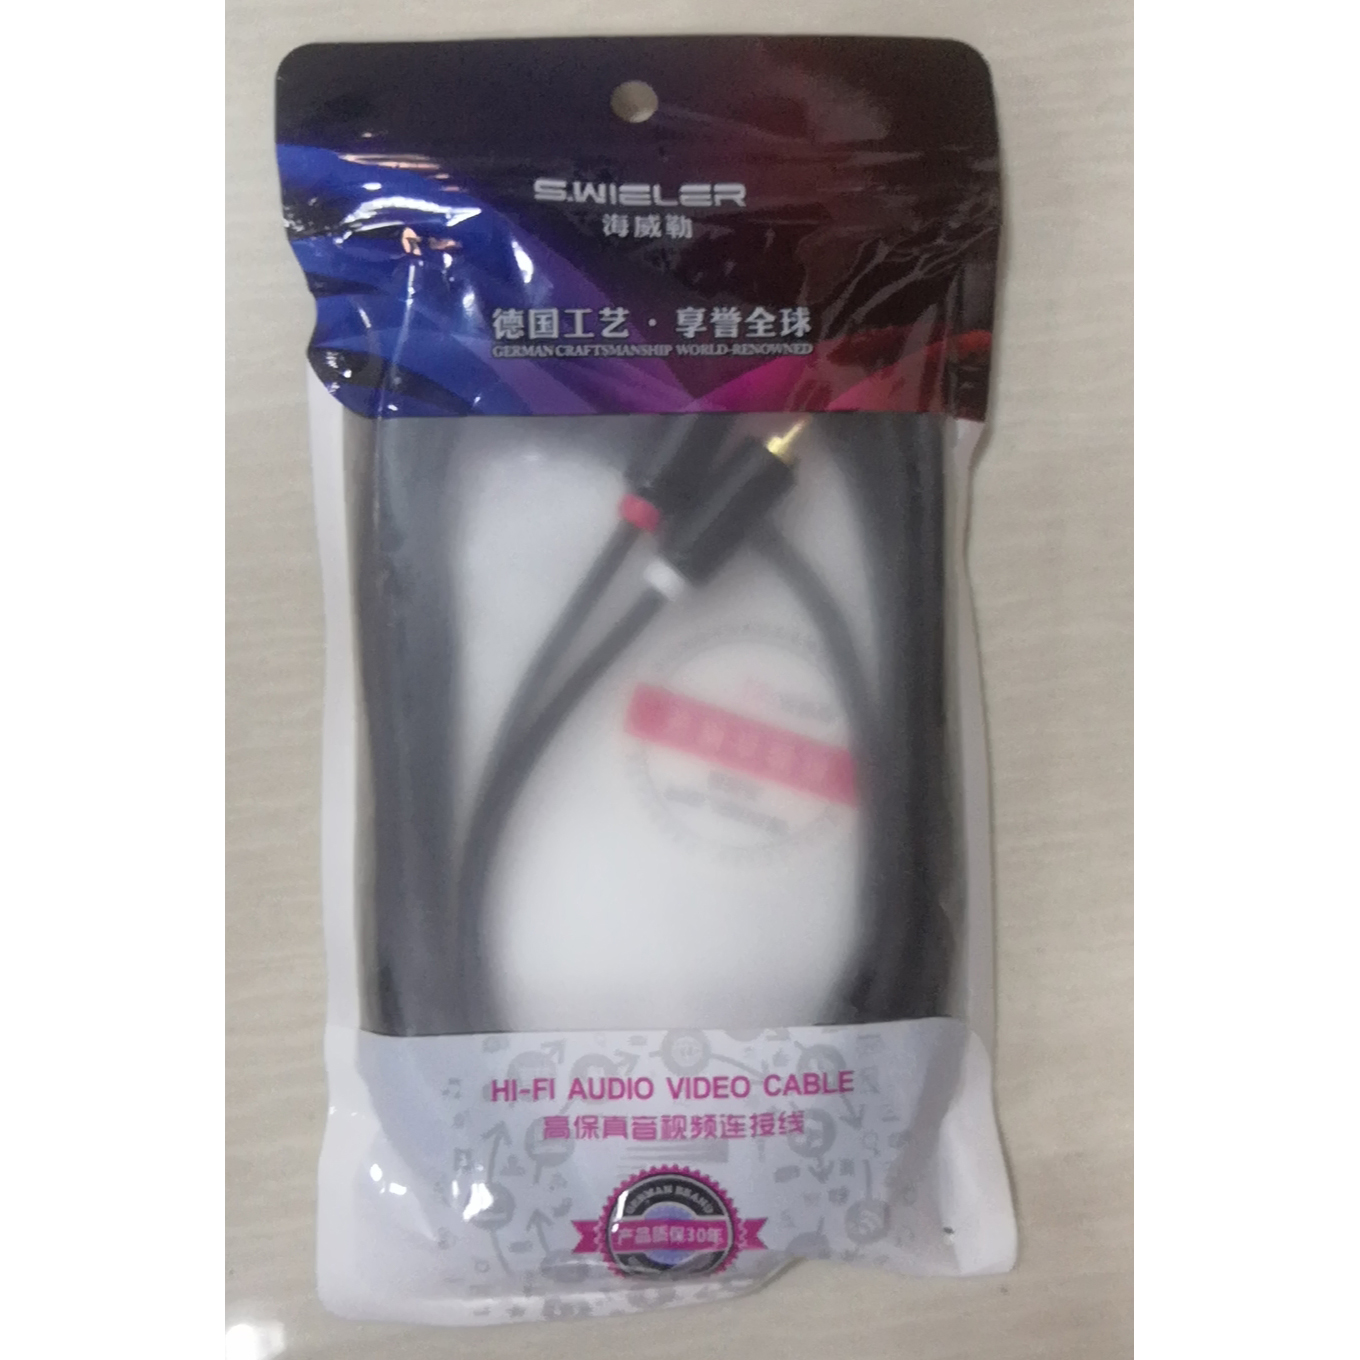 S.WIELER
海威勒
德国工艺·享誉全球
GERMAN CRAFTSMANSHIP WORLD-RENOWNED
HI-FI AUDIO VIDEO CABLE
高保真音视频连接线
GERMAN BRAND
产品质保30年